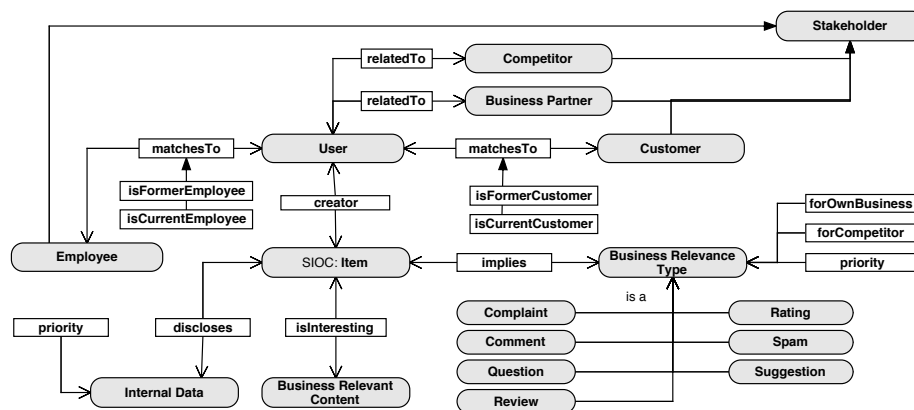 Stakeholder
relatedTo
Competitor
relatedTo
Business Partner
matchesTo
User
matchesTo
Customer
isFormerEmployee
isCurrentEmployee
creator
isFormerCustomer
isCurrentCustomer
forOwnBusiness
forCompetitor
priority
Employee
SIOC: Item
implies
Business Relevance
Type
is a
priority
discloses
isInteresting
Complaint
Rating
Comment
Spam
Question
Suggestion
Review
Internal Data
Business Relevant
Content